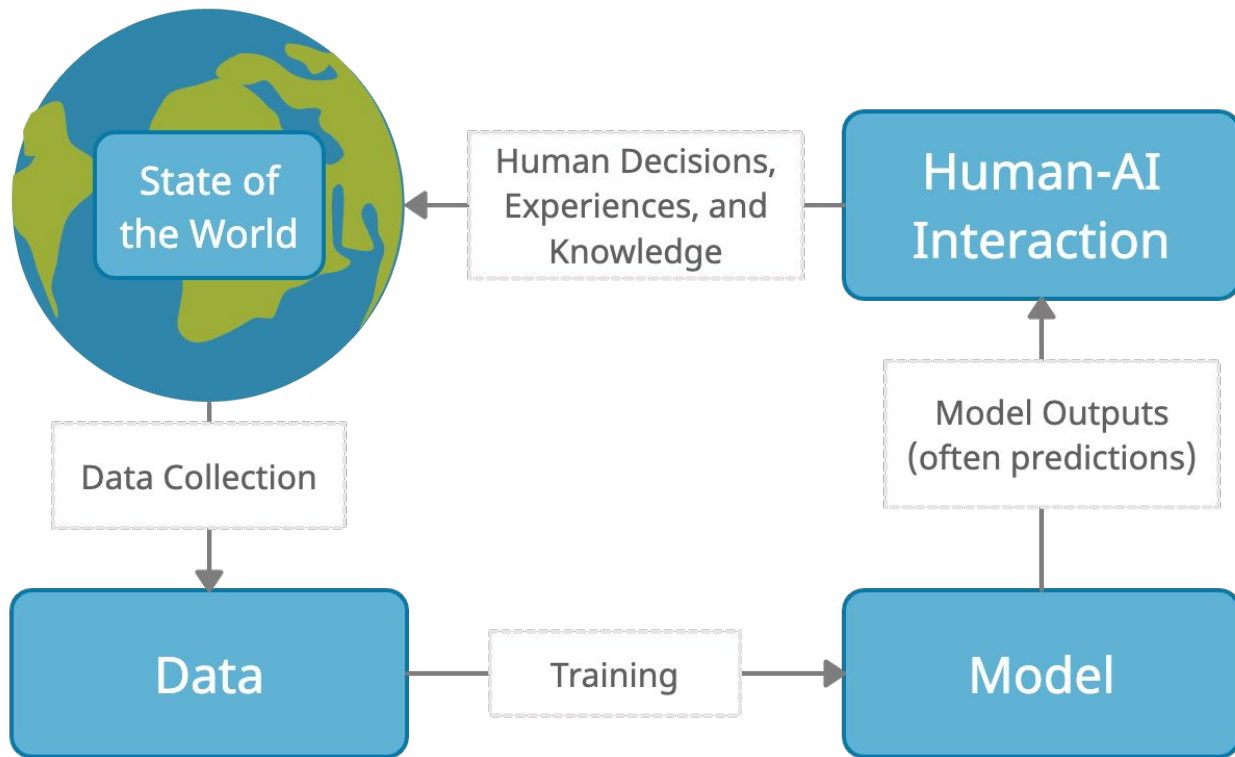 State of
the World
Human Decisions,
Experiences, and
Knowledge
Human-AI
Interaction
Data Collection
Model Outputs
(often predictions)
Data
Training
Model